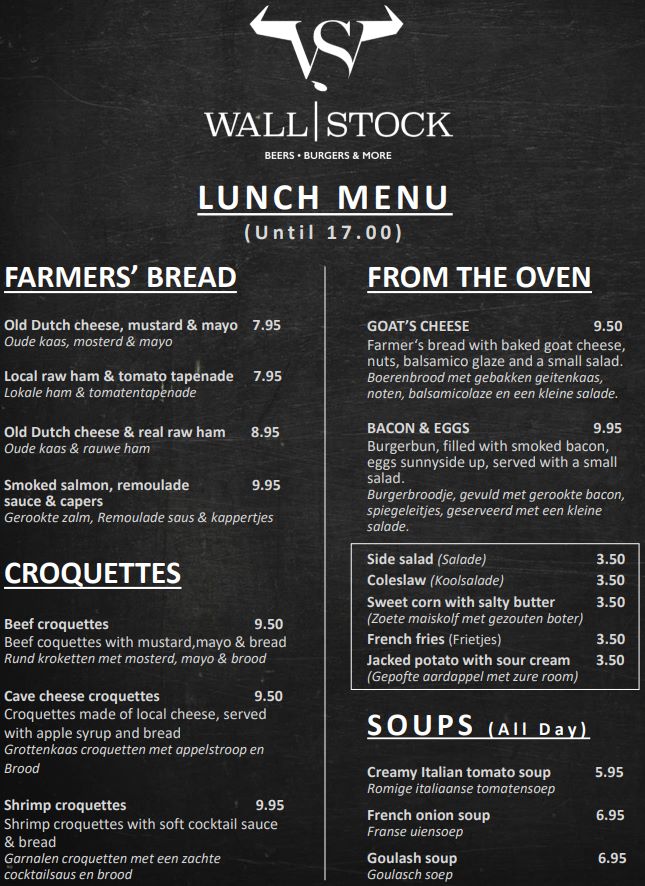 WALL STOCK
BEERS • BURGERS & MORE
LUNCH MENU
(Until 17.00)
FARMERS' BREAD
Old Dutch cheese, mustard & mayo 7.95
Oude kaas, mosterd & mayo
Local raw ham & tomato tapenade 7.95
Lokale ham & tomatentapenade
Old Dutch cheese & real raw ham 8.95
Oude kaas & rauwe ham
Smoked salmon, remoulade 9.95
sauce & capers
Gerookte zalm, Remoulade saus & kappertjes
CROQUETTES
Beef croquettes 9.50
Beef coquettes with mustard,mayo & bread
Rund kroketten met mosterd, mayo & brood
Cave cheese croquettes 9.50
Croquettes made of local cheese, served
with apple syrup and bread
Grottenkaas croquetten met appelstroop en
Brood
Shrimp croquettes 9.95
Shrimp croquettes with soft cocktail sauce
& bread
Garnalen croquetten met een zachte
cocktailsaus en brood
FROM THE OVEN
GOAT'S CHEESE 9.50
Farmer's bread with baked goat cheese,
nuts, balsamico glaze and a small salad.
Boerenbrood met gebakken geitenkaas,
noten, balsamicolaze en een kleine salade.
BACON & EGGS 9.95
Burgerbun, filled with smoked bacon,
eggs sunnyside up, served with a small
salad.
Burgerbroodje, gevuld met gerookte bacon,
spiegeleitjes, geserveerd met een kleine
salade.
Side salad (Salade) 3.50
Coleslaw (Koolsalade) 3.50
Sweet corn with salty butter 3.50
(Zoete maiskolf met gezouten boter)
French fries (Frietjes) 3.50
Jacked potato with sour cream 3.50
(Gepofte aardappel met zure room)
SOUPS (All Day)
Creamy Italian tomato soup 5.95
Romige italiaanse tomatensoep
French onion soup 6.95
Franse uiensoep
Goulash soup 6.95
Goulasch soep